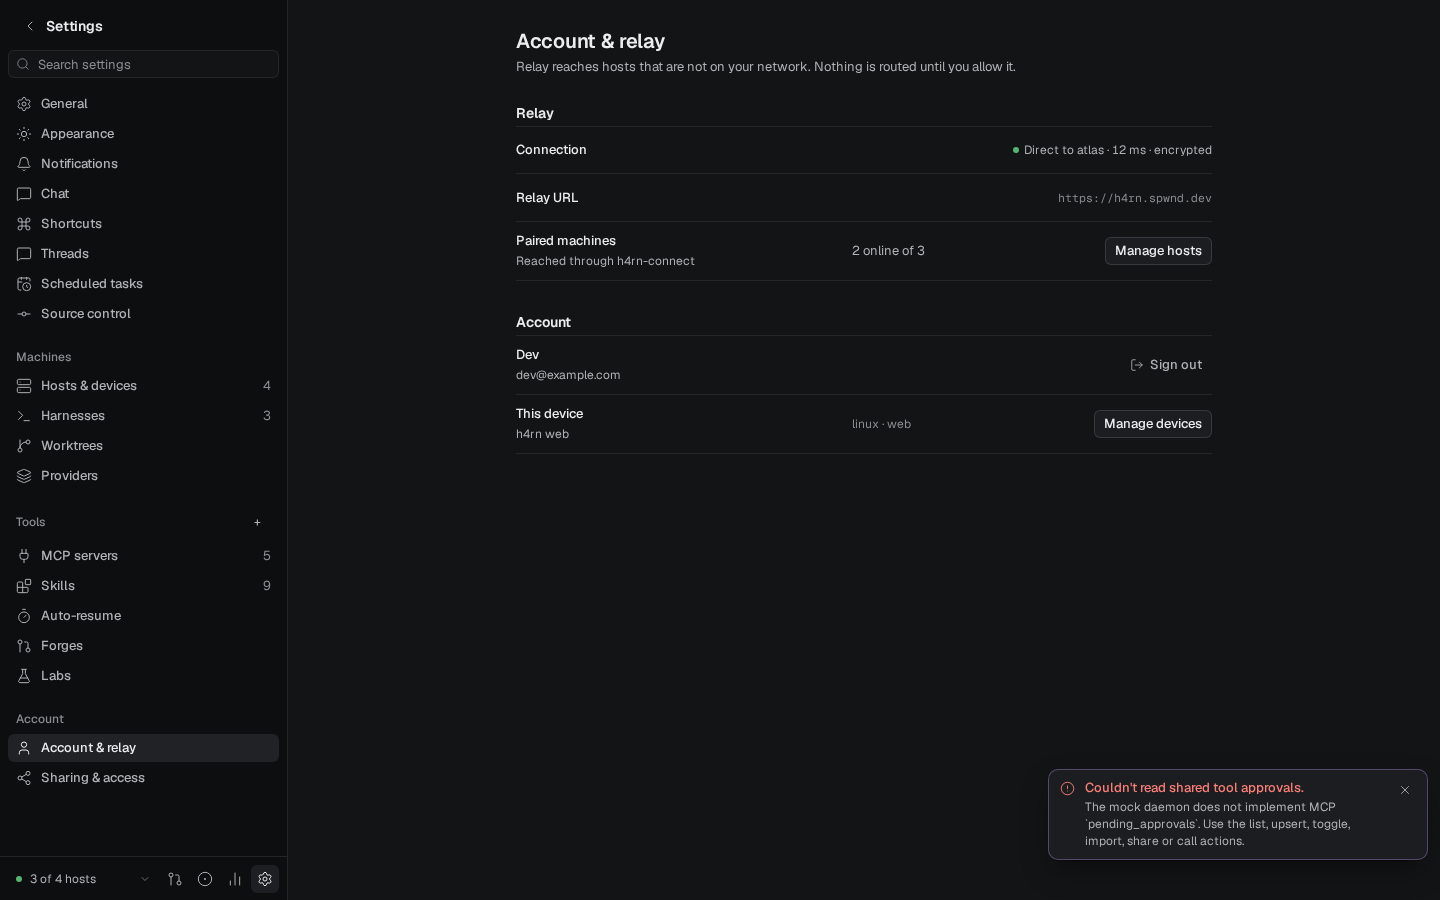 Settings
Search settings
General
Appearance
Notifications
Chat
Shortcuts
Threads
Scheduled tasks
Source control
Machines
Hosts & devices 4
Harnesses 3
Worktrees
Providers
Tools +
MCP servers 5
Skills 9
Auto-resume
Forges
Labs
Account
Account & relay
Sharing & access
3 of 4 hosts
Account & relay
Relay reaches hosts that are not on your network. Nothing is routed until you allow it.
Relay
Connection Direct to atlas · 12 ms · encrypted
Relay URL https://h4rn.spwnd.dev
Paired machines
Reached through h4rn-connect
2 online of 3
Manage hosts
Account
Dev
dev@example.com
Sign out
This device
h4rn web
linux · web
Manage devices
Couldn't read shared tool approvals.
The mock daemon does not implement MCP
`pending_approvals`. Use the list, upsert, toggle,
import, share or call actions.